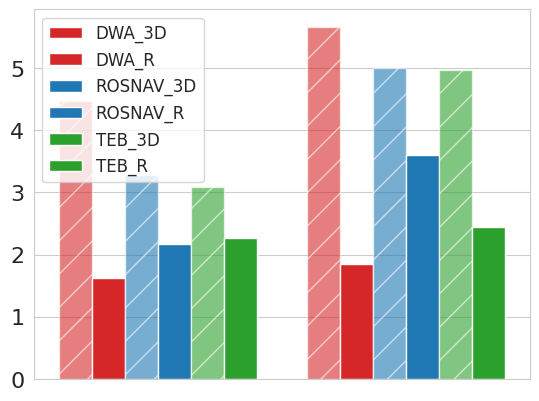 DWA_3D
DWA_R
ROSNAV_3D
ROSNAV_R
TEB_3D
TEB_R
5
4
3
2
1
0